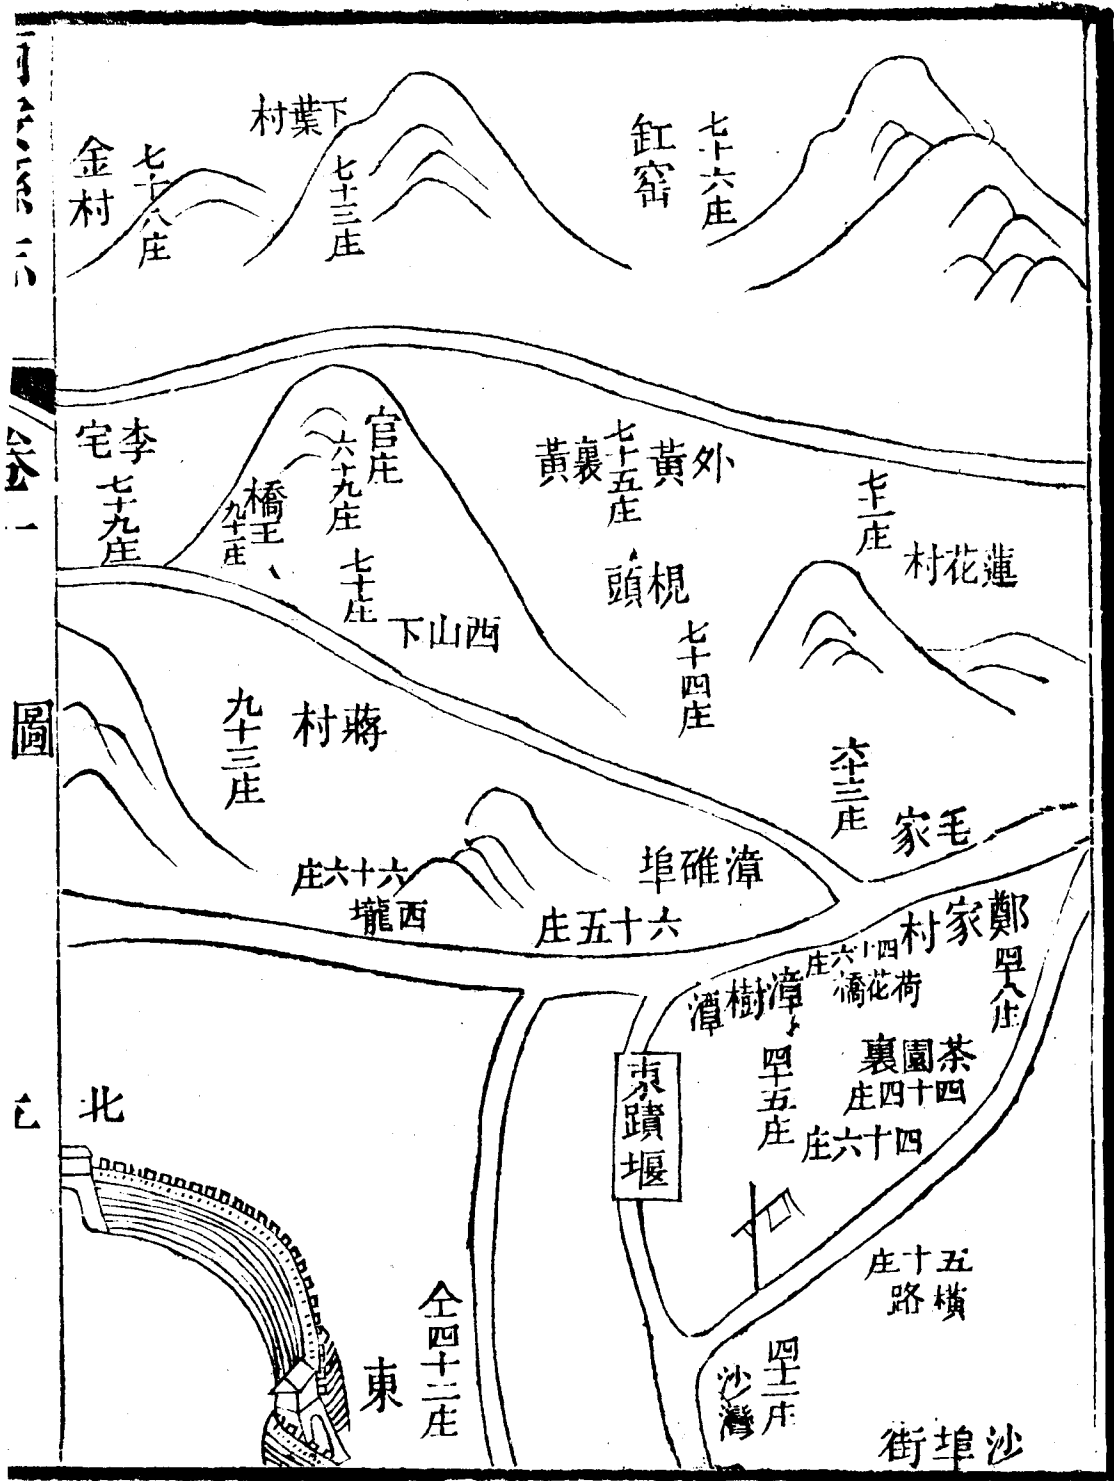 卷一
圖
金村
七十八庄
下葉村
七十三庄
缸窑
七十六庄
李宅
七十九庄
官庄
六十九庄
橋王
九十一庄
七十庄
西山下
外黃
裏黃
七十五庄
梘頭
七十四庄
七十一庄
蓮花村
蔣村
九十三庄
六十三庄
毛家
六十六庄
西壠
漳碓埠
六十五庄
鄭家村
四十八庄
四十六庄
荷花橋
漳樹潭
四十五庄
茶園裏
四十四庄
四十六庄
東蹟堰
五十庄
橫路
四十一庄
沙灣
沙埠街
北
東
仝四十二庄